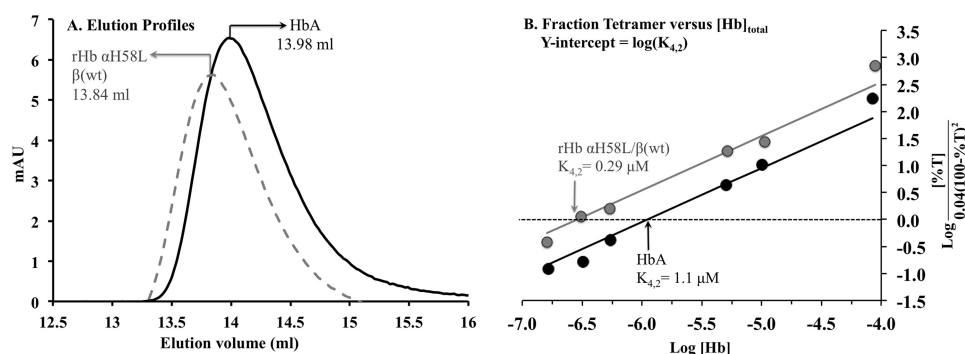 A. Elution Profiles
HbA
13.98 ml
rHb αH58L
β(wt)
13.84 ml
mAU
7
6
5
4
3
2
1
0
12.5 13 13.5 14 14.5 15 15.5 16
Elution volume (ml)
B. Fraction Tetramer versus [Hb]total
Y-intercept = log(K4,2)
rHb αH58L/β(wt)
K4,2= 0.29 μM
HbA
K4,2= 1.1 μM
3.5
3.0
2.5
2.0
1.5
1.0
0.5
0.0
-0.5
-1.0
-1.5
Log [%T]
0.04(100-%T)²
-7.0 -6.5 -6.0 -5.5 -5.0 -4.5 -4.0
Log [Hb]